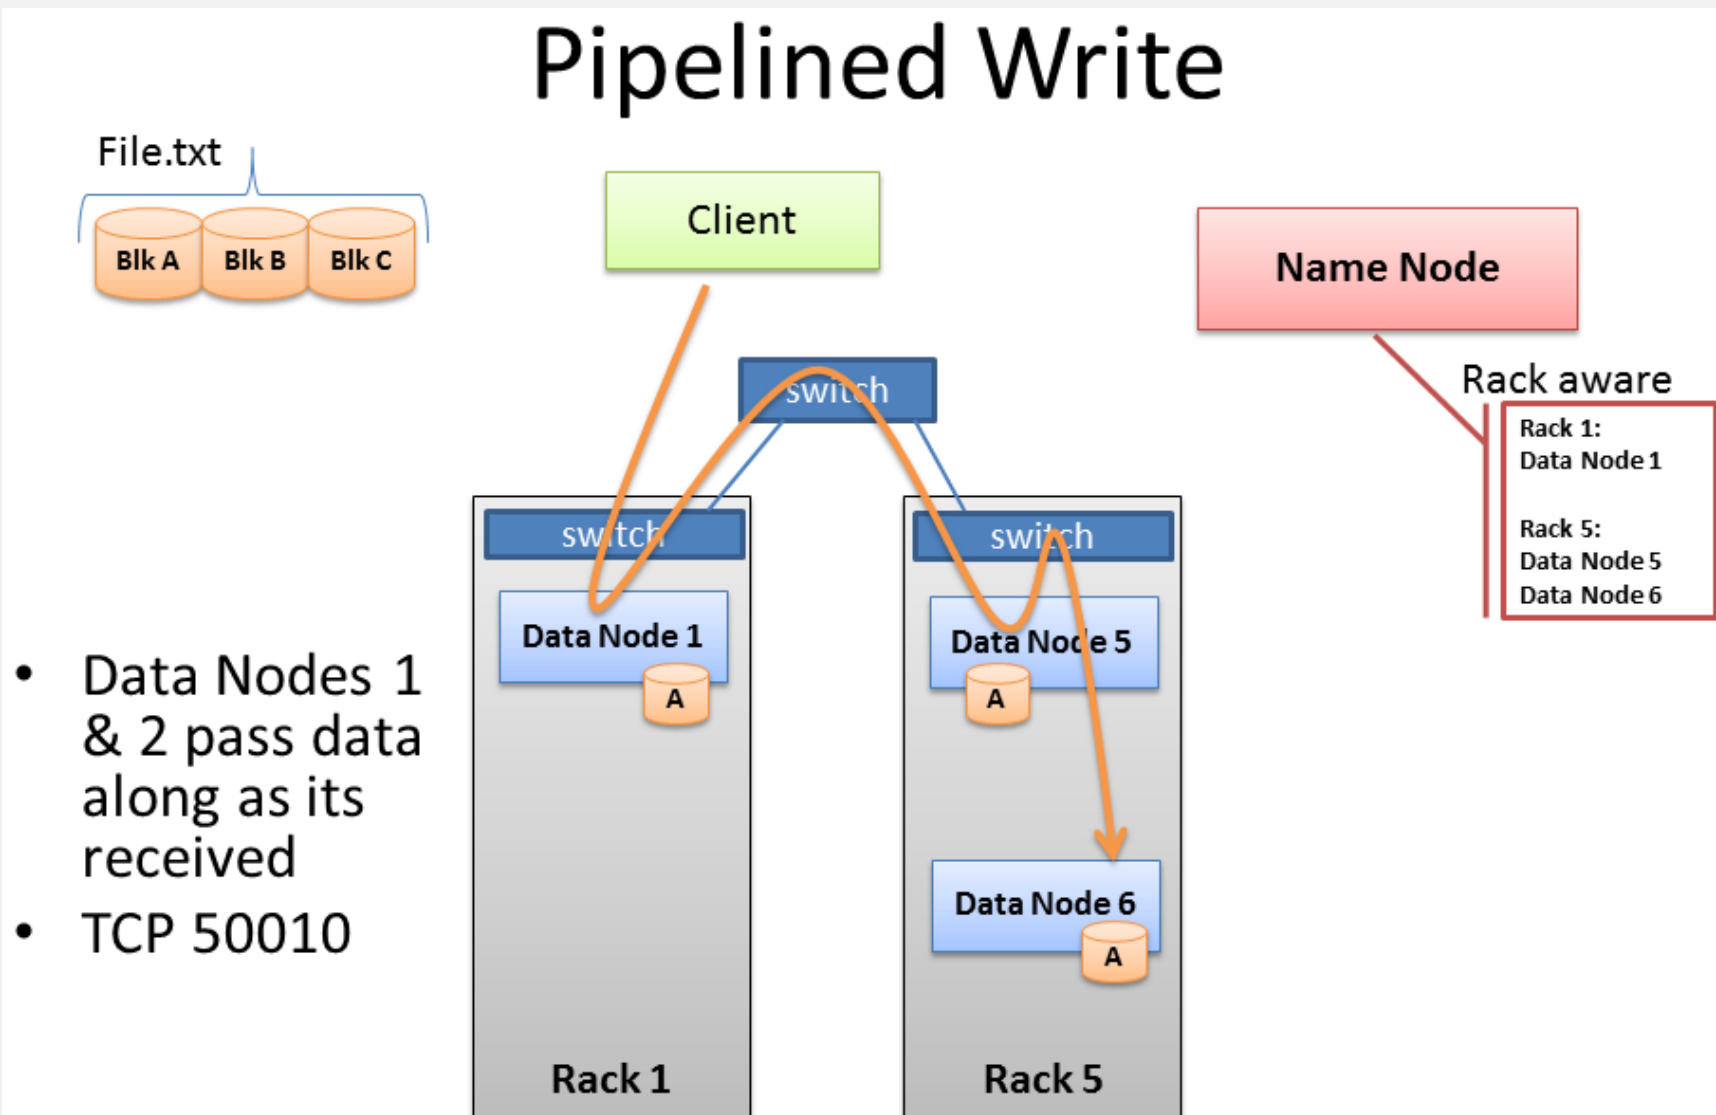 Pipelined Write
File.txt
Blk A
Blk B
Blk C
Client
Name Node
switch
Rack aware
Rack 1:
Data Node 1
Rack 5:
Data Node 5
Data Node 6
switch
switch
Data Node 1
A
Data Node 5
A
Data Node 6
A
Rack 1
Rack 5
• Data Nodes 1
& 2 pass data
along as its
received
• TCP 50010